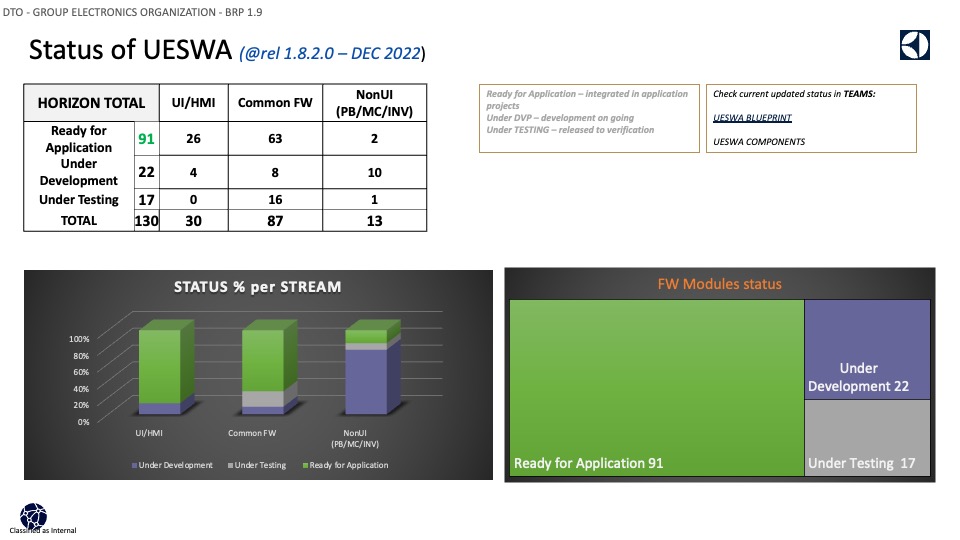 DTO - GROUP ELECTRONICS ORGANIZATION - BRP 1.9
Status of UESWA (@rel 1.8.2.0 – DEC 2022)
HORIZON TOTAL
UI/HMI
Common FW
NonUI
(PB/MC/INV)
Ready for
Application
91
26
63
2
Under
Development
22
4
8
10
Under Testing
17
0
16
1
TOTAL
130
30
87
13
Ready for Application – integrated in application
projects
Under DVP – development on going
Under TESTING – released to verification
Check current updated status in TEAMS:
UESWA BLUEPRINT
UESWA COMPONENTS
STATUS % per STREAM
100%
80%
60%
40%
20%
0%
UI/HMI
Common FW
NonUI
(PB/MC/INV)
Under Development
Under Testing
Ready for Application
FW Modules status
Ready for Application 91
Under
Development 22
Under Testing 17
Classified as Internal